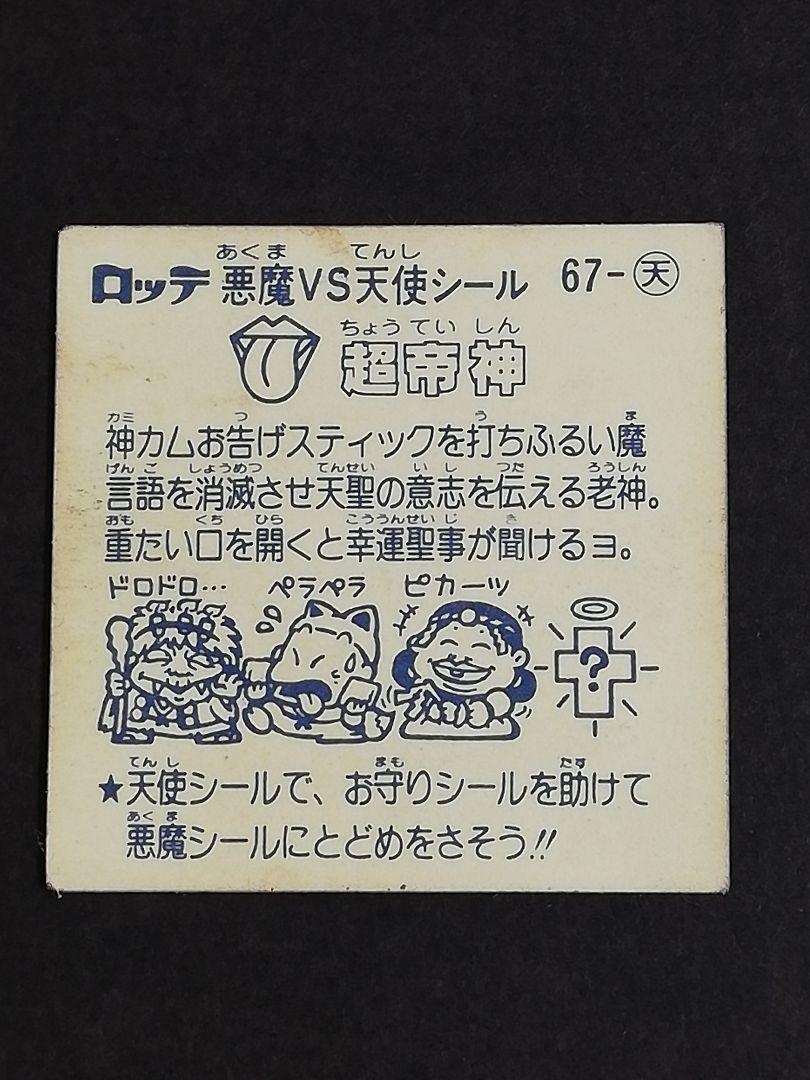 ロッテ 悪魔VS天使シール 67-天
超帝神
神カムお告げスティックを打ちふるい魔
言語を消滅させ天聖の意志を伝える老神。
重たい口を開くと幸運聖事が聞けるヨ。
ドロドロ… ペラペラ ピカーッ
?
★天使シールで、お守りシールを助けて
悪魔シールにとどめをさそう!!